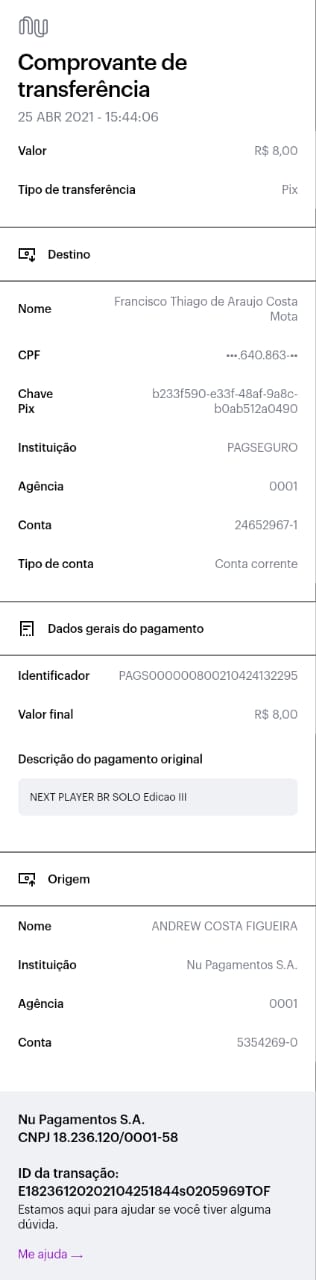 nu
Comprovante de
transferência
25 ABR 2021 - 15:44:06
Valor R$ 8,00
Tipo de transferência Pix
Destino
Nome Francisco Thiago de Araujo Costa
Mota
CPF •••.640.863-••
Chave b233f590-e33f-48af-9a8c-
Pix b0ab512a0490
Instituição PAGSEGURO
Agência 0001
Conta 24652967-1
Tipo de conta Conta corrente
Dados gerais do pagamento
Identificador PAGS000000800210424132295
Valor final R$ 8,00
Descrição do pagamento original
NEXT PLAYER BR SOLO Edicao III
Origem
Nome ANDREW COSTA FIGUEIRA
Instituição Nu Pagamentos S.A.
Agência 0001
Conta 5354269-0
Nu Pagamentos S.A.
CNPJ 18.236.120/0001-58
ID da transação:
E18236120202104251844s0205969TOF
Estamos aqui para ajudar se você tiver alguma
dúvida.
Me ajuda →